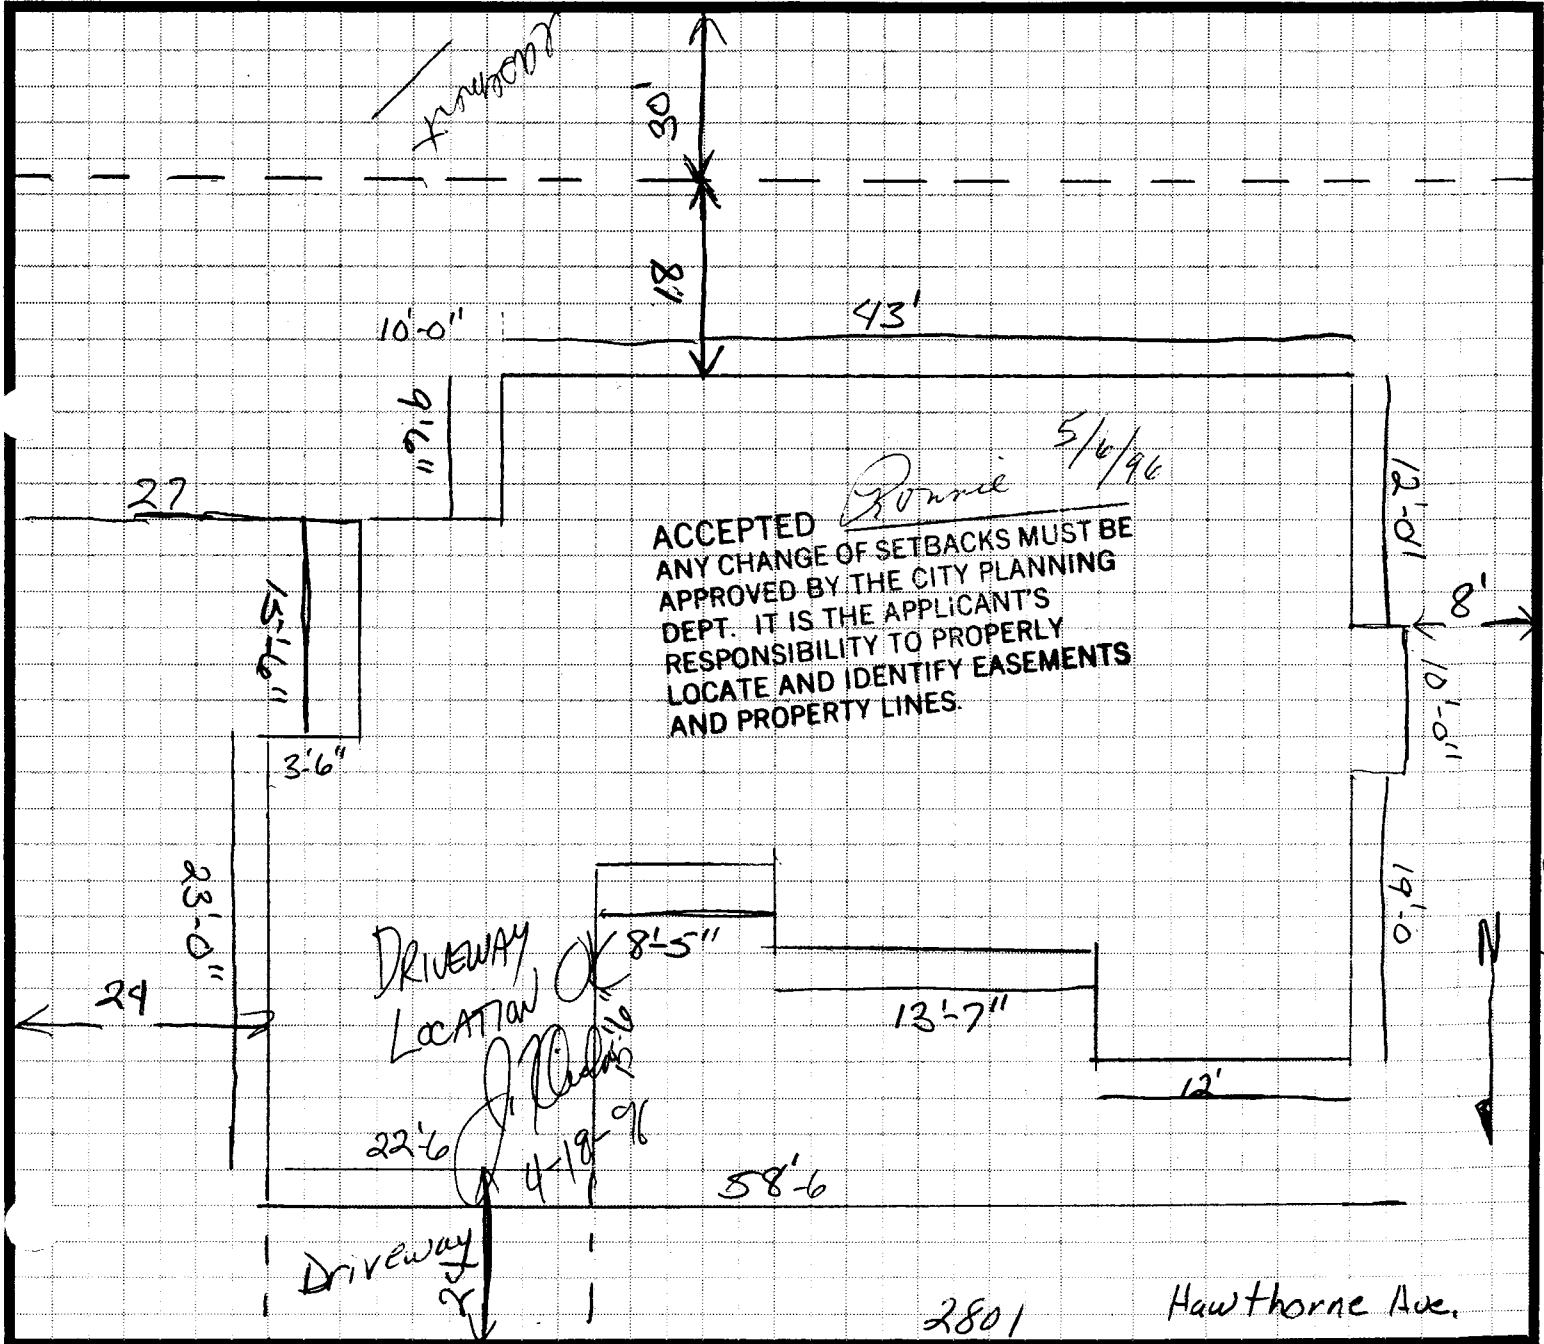 30'
18'
43'
10'-0"
9'6"
5/6/96
Ronnie
12'-0"
27
ACCEPTED
ANY CHANGE OF SETBACKS MUST BE
APPROVED BY THE CITY PLANNING
DEPT. IT IS THE APPLICANT'S
RESPONSIBILITY TO PROPERLY
LOCATE AND IDENTIFY EASEMENTS
AND PROPERTY LINES.
8'
15'-6"
10'-0"
3'-6"
23'-0"
19'-0
8'-5"
DRIVEWAY
LOCATION OK
N
24
13'-7"
12'
4-18-96
22'-6
58'-6
Driveway
2801
Hawthorne Ave.